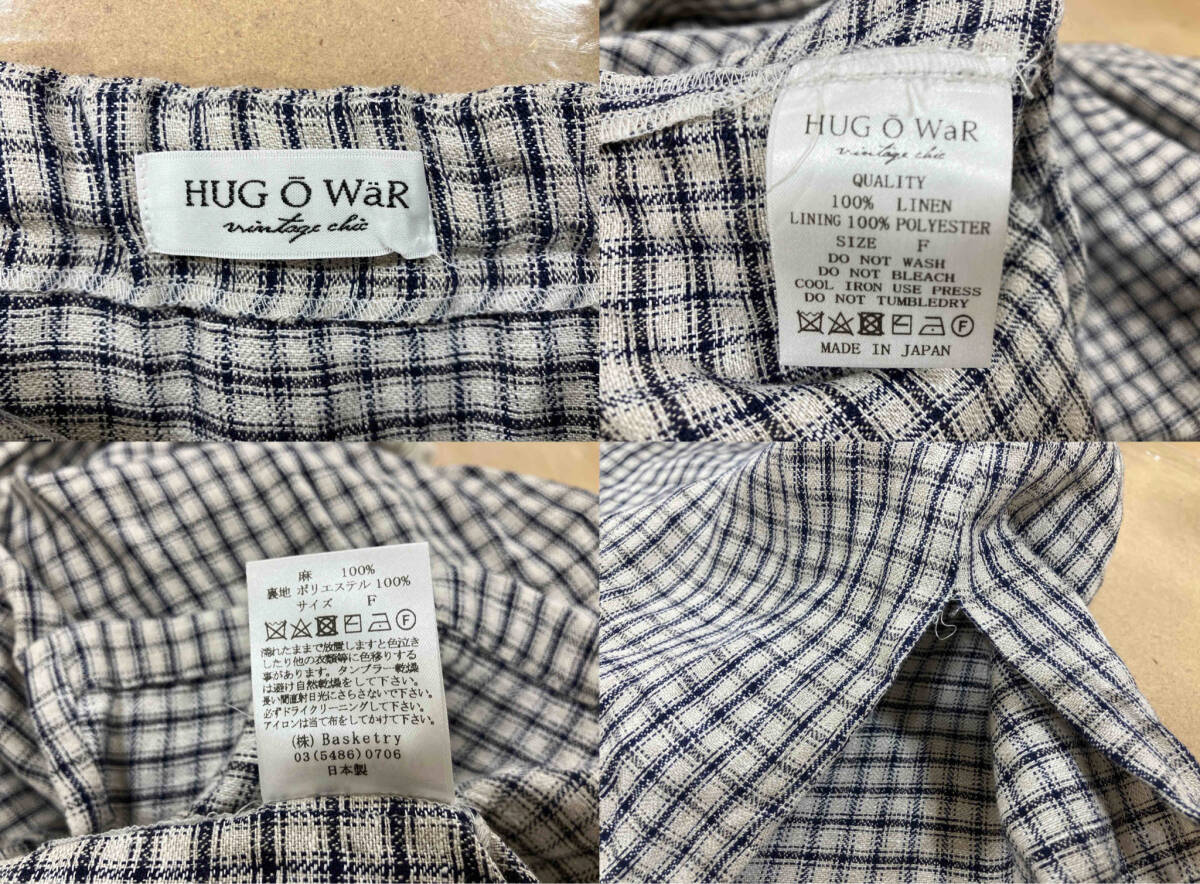 HUG Ō WäR
vintage chic
HUG Ō WäR
vintage chic
QUALITY
100% LINEN
LINING 100% POLYESTER
SIZE F
DO NOT WASH
DO NOT BLEACH
COOL IRON USE PRESS
DO NOT TUMBLEDRY
F
MADE IN JAPAN
麻 100%
裏地 ポリエステル 100%
サイズ F
F
濡れたままで放置しますと色泣き
したり他の衣類等に色移りする
事があります。タンブラー乾燥
は避け自然乾燥をして下さい。
長い間直射日光にさらさないで下さい。
必ずドライクリーニングして下さい。
アイロンは当て布をしてかけて下さい。
(株) Basketry
03(5486)0706
日本製